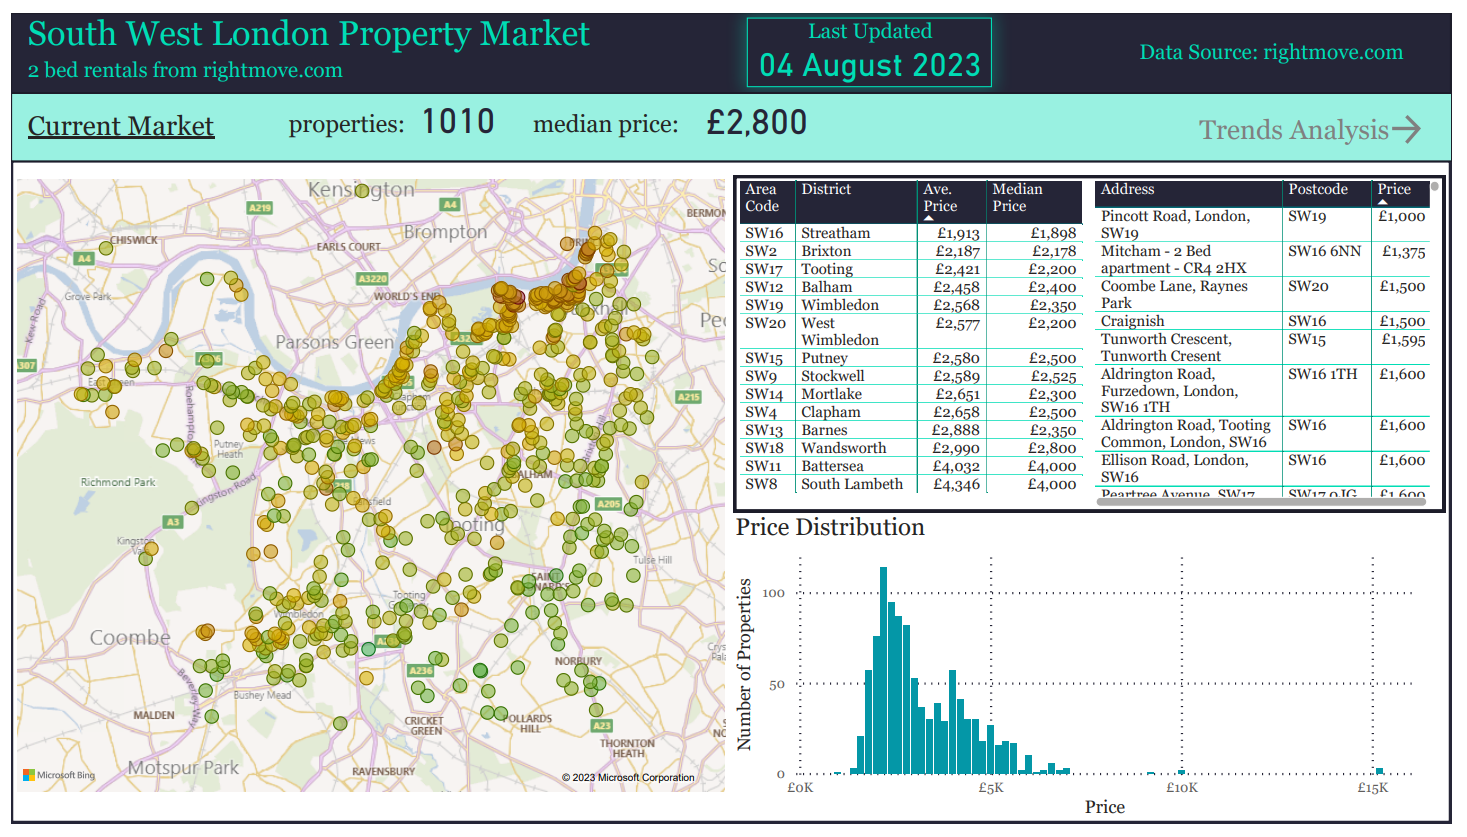 South West London Property Market
2 bed rentals from rightmove.com
Last Updated
04 August 2023
Data Source: rightmove.com
Current Market
properties: 1010
median price: £2,800
Trends Analysis
Kensington
A219
A4
BERMON
CHISWICK
EARLS COURT
Brompton
A4
A3220
Grove Park
WORLD'S END
Kew Road
Parsons Green
A307
A215
Putney
Heath
Richmond Park
Kingston Road
A205
A3
Kingston
Tooting
Tulse Hill
Wimbledon
Tooting
Coombe
A236
NORBURY
Bushey Mead
Beverley Way
MALDEN
CRICKET
GREEN
POLLARDS
HILL
A23
THORNTON
HEATH
Motspur Park
RAVENSBURY
Microsoft Bing
© 2023 Microsoft Corporation
Area Code District Ave. Price Median Price
SW16 Streatham £1,913 £1,898
SW2 Brixton £2,187 £2,178
SW17 Tooting £2,421 £2,200
SW12 Balham £2,458 £2,400
SW19 Wimbledon £2,568 £2,350
SW20 West £2,577 £2,200
Wimbledon
SW15 Putney £2,580 £2,500
SW9 Stockwell £2,589 £2,525
SW14 Mortlake £2,651 £2,300
SW4 Clapham £2,658 £2,500
SW13 Barnes £2,888 £2,350
SW18 Wandsworth £2,990 £2,800
SW11 Battersea £4,032 £4,000
SW8 South Lambeth £4,346 £4,000
Address Postcode Price
Pincott Road, London, SW19 £1,000
SW19
Mitcham - 2 Bed SW16 6NN £1,375
apartment - CR4 2HX
Coombe Lane, Raynes SW20 £1,500
Park
Craignish SW16 £1,500
Tunworth Crescent, SW15 £1,595
Tunworth Cresent
Aldrington Road, SW16 1TH £1,600
Furzedown, London,
SW16 1TH
Aldrington Road, Tooting SW16 £1,600
Common, London, SW16
Ellison Road, London, SW16 £1,600
SW16
Peartree Avenue, SW17 SW17 0JG £1,600
Price Distribution
Number of Properties
100
50
0
£0K £5K £10K £15K
Price